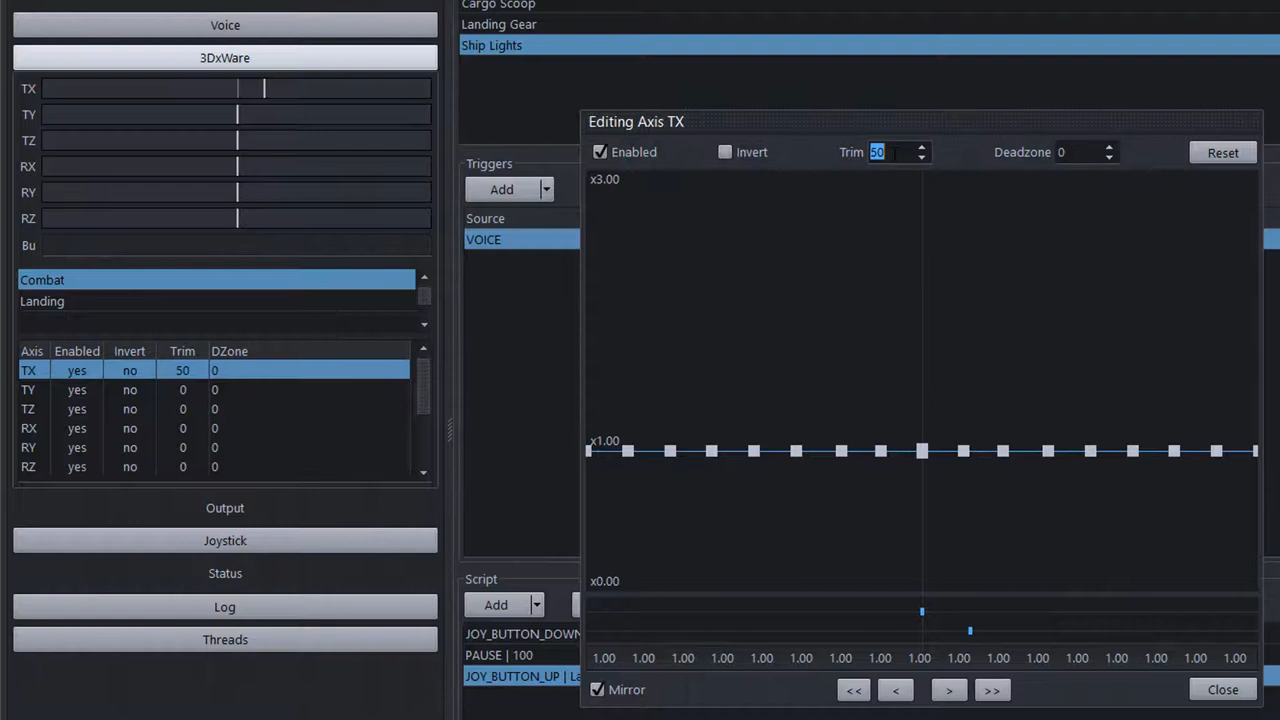 Voice
3DxWare
TX
TY
TZ
RX
RY
RZ
Bu
Combat
Landing
Axis Enabled Invert Trim DZone
TX yes no 50 0
TY yes no 0 0
TZ yes no 0 0
RX yes no 0 0
RY yes no 0 0
RZ yes no 0 0
Output
Joystick
Status
Log
Threads
Cargo Scoop
Landing Gear
Ship Lights
Triggers
Add
Source
VOICE
Script
Add
JOY_BUTTON_DOWN
PAUSE | 100
JOY_BUTTON_UP | La
Editing Axis TX
Enabled Invert Trim 50 Deadzone 0 Reset
x3.00
x1.00
x0.00
1.00 1.00 1.00 1.00 1.00 1.00 1.00 1.00 1.00 1.00 1.00 1.00 1.00 1.00 1.00 1.00 1.00
Mirror << < > >> Close